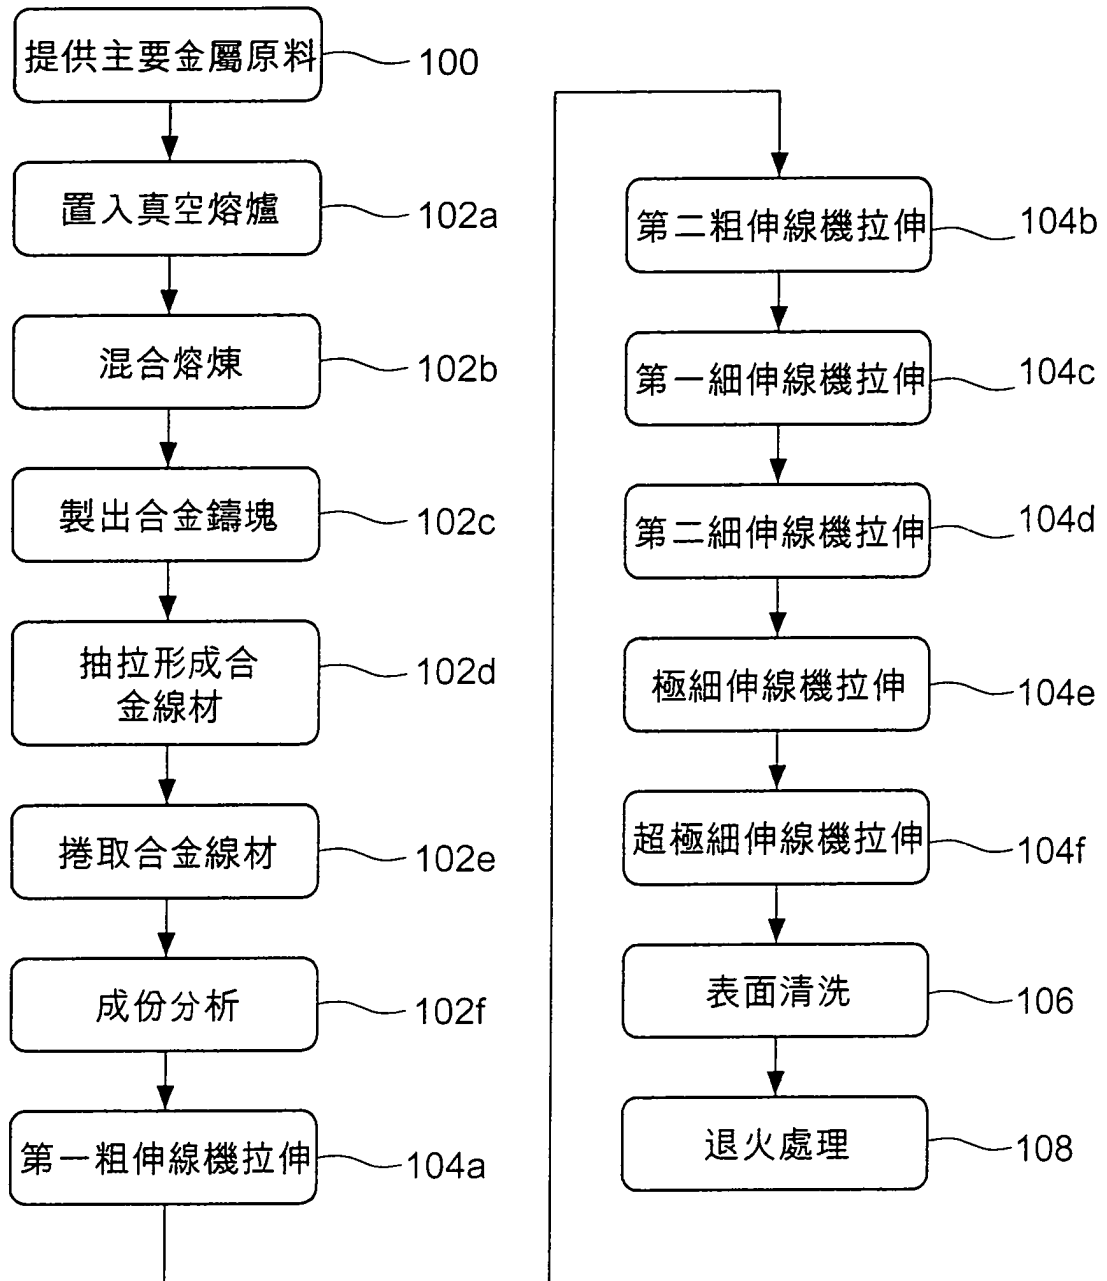 提供主要金屬原料 100
置入真空熔爐 102a
混合熔煉 102b
製出合金鑄塊 102c
抽拉形成合
金線材 102d
捲取合金線材 102e
成份分析 102f
第一粗伸線機拉伸 104a
第二粗伸線機拉伸 104b
第一細伸線機拉伸 104c
第二細伸線機拉伸 104d
極細伸線機拉伸 104e
超極細伸線機拉伸 104f
表面清洗 106
退火處理 108